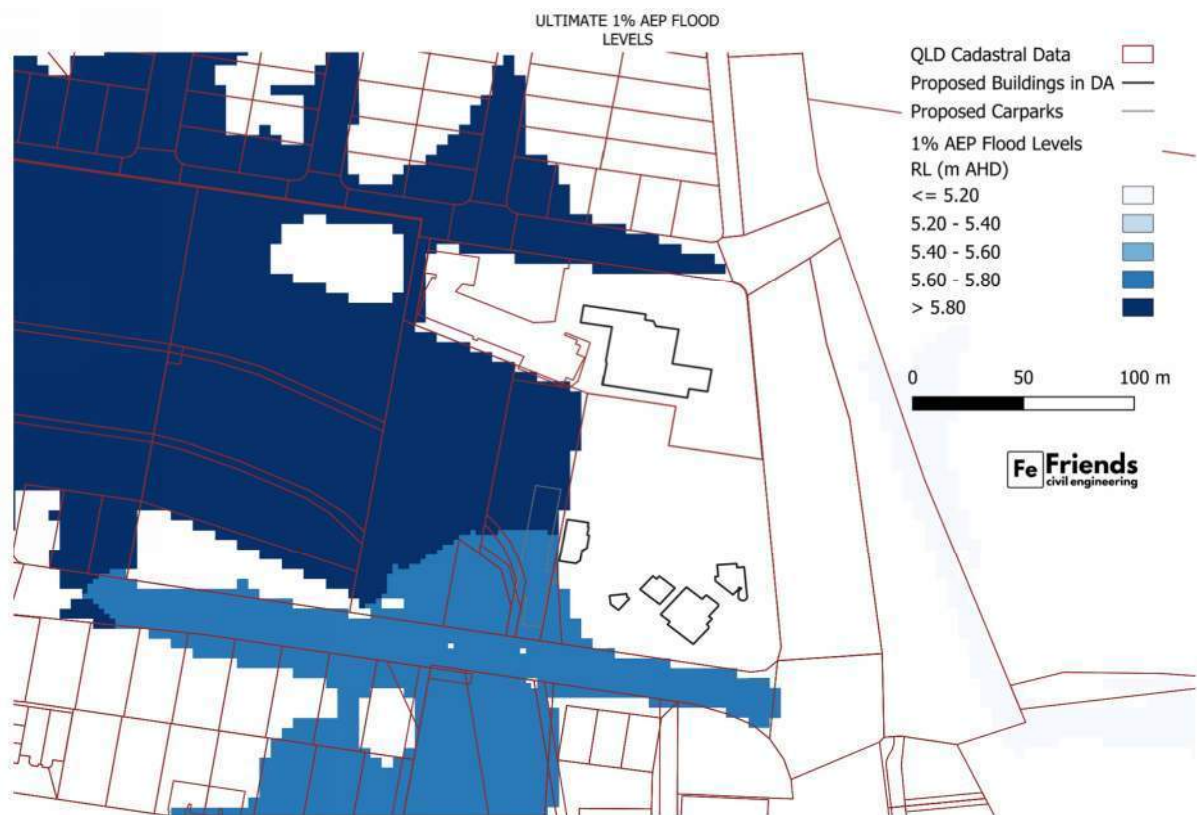 ULTIMATE 1% AEP FLOOD
LEVELS
QLD Cadastral Data
Proposed Buildings in DA
Proposed Carparks
1% AEP Flood Levels
RL (m AHD)
<= 5.20
5.20 - 5.40
5.40 - 5.60
5.60 - 5.80
> 5.80
0 50 100 m
Fe Friends
civil engineering